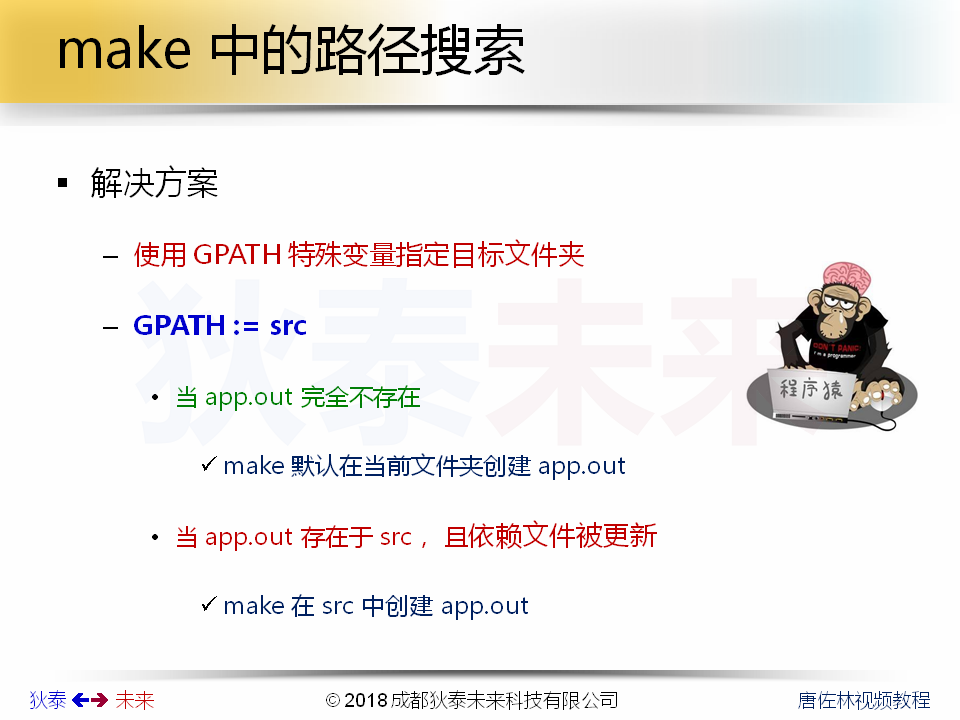 make 中的路径搜索
▪ 解决方案
– 使用 GPATH 特殊变量指定目标文件夹
– GPATH := src
• 当 app.out 完全不存在
✓ make 默认在当前文件夹创建 app.out
• 当 app.out 存在于 src， 且依赖文件被更新
✓ make 在 src 中创建 app.out
狄泰未来
DON'T PANIC
I'm a programmer
程序猿
狄泰 未来
© 2018 成都狄泰未来科技有限公司
唐佐林视频教程